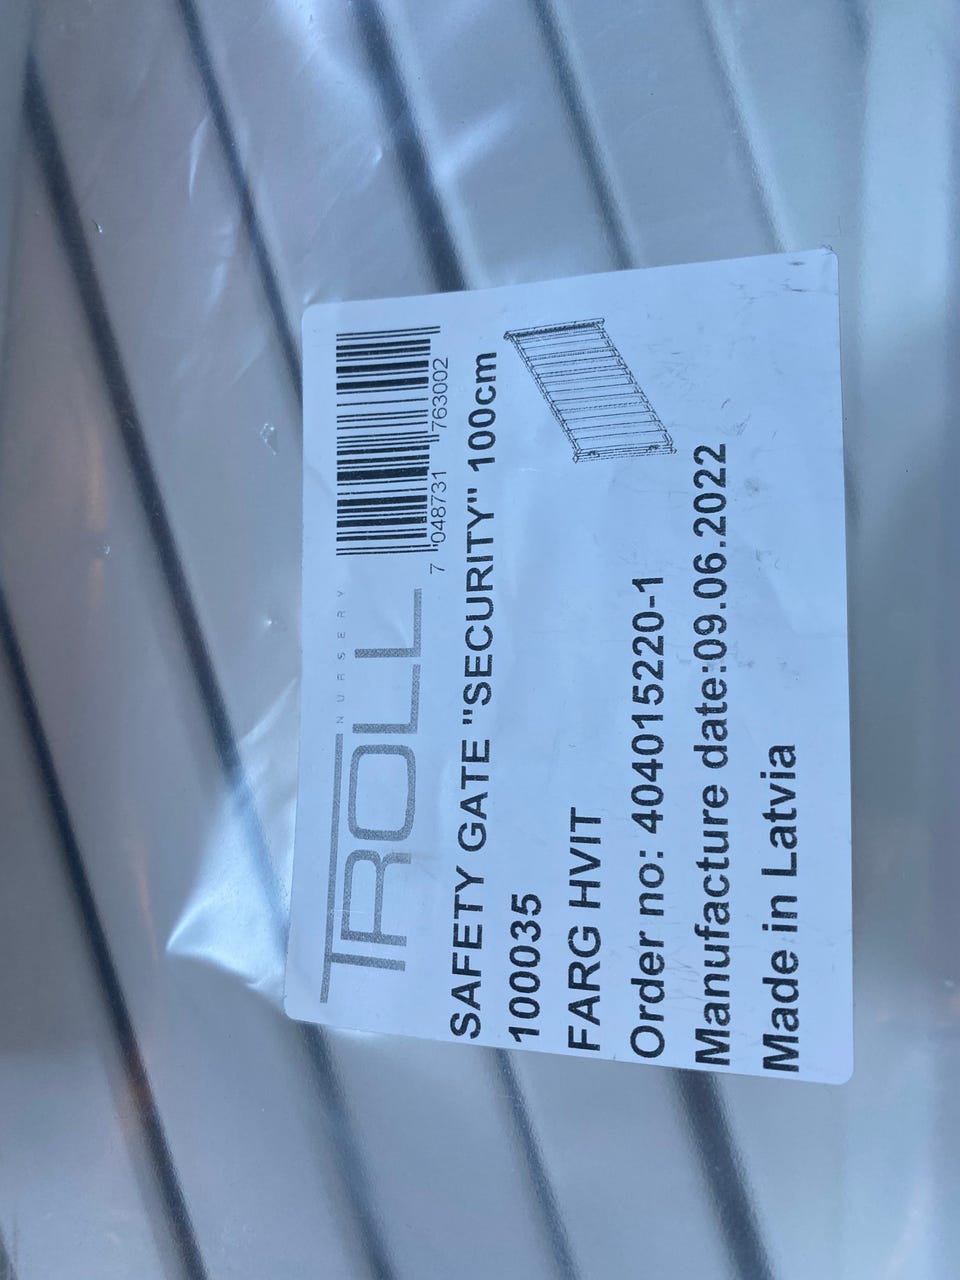 TROLL
NURSERY
7 048731 763002
SAFETY GATE "SECURITY" 100cm
100035
FARG HVIT
Order no: 404015220-1
Manufacture date:09.06.2022
Made in Latvia